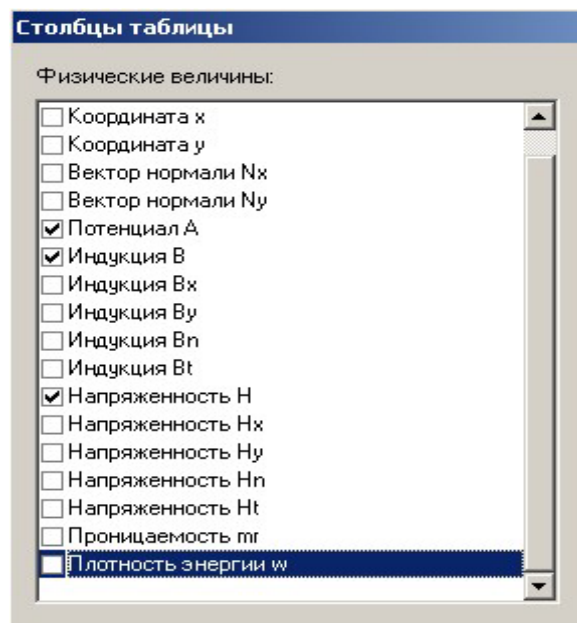 Столбцы таблицы
Физические величины:
Координата x
Координата y
Вектор нормали Nx
Вектор нормали Ny
Потенциал A
Индукция B
Индукция Bx
Индукция By
Индукция Bn
Индукция Bt
Напряженность H
Напряженность Hx
Напряженность Hy
Напряженность Hn
Напряженность Ht
Проницаемость mr
Плотность энергии w